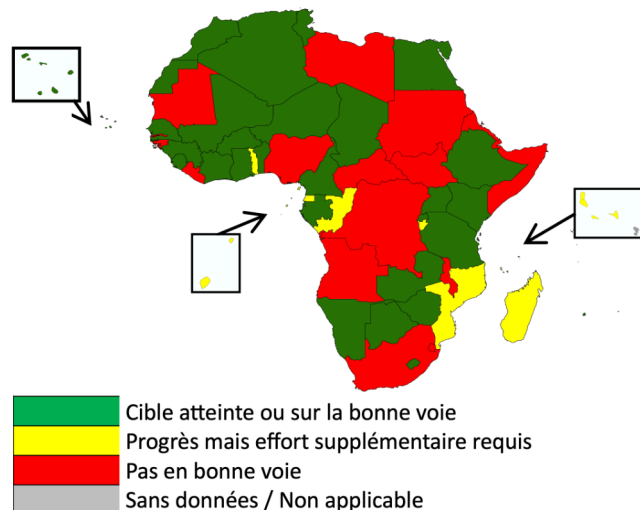 Cible atteinte ou sur la bonne voie
Progrès mais effort supplémentaire requis
Pas en bonne voie
Sans données / Non applicable